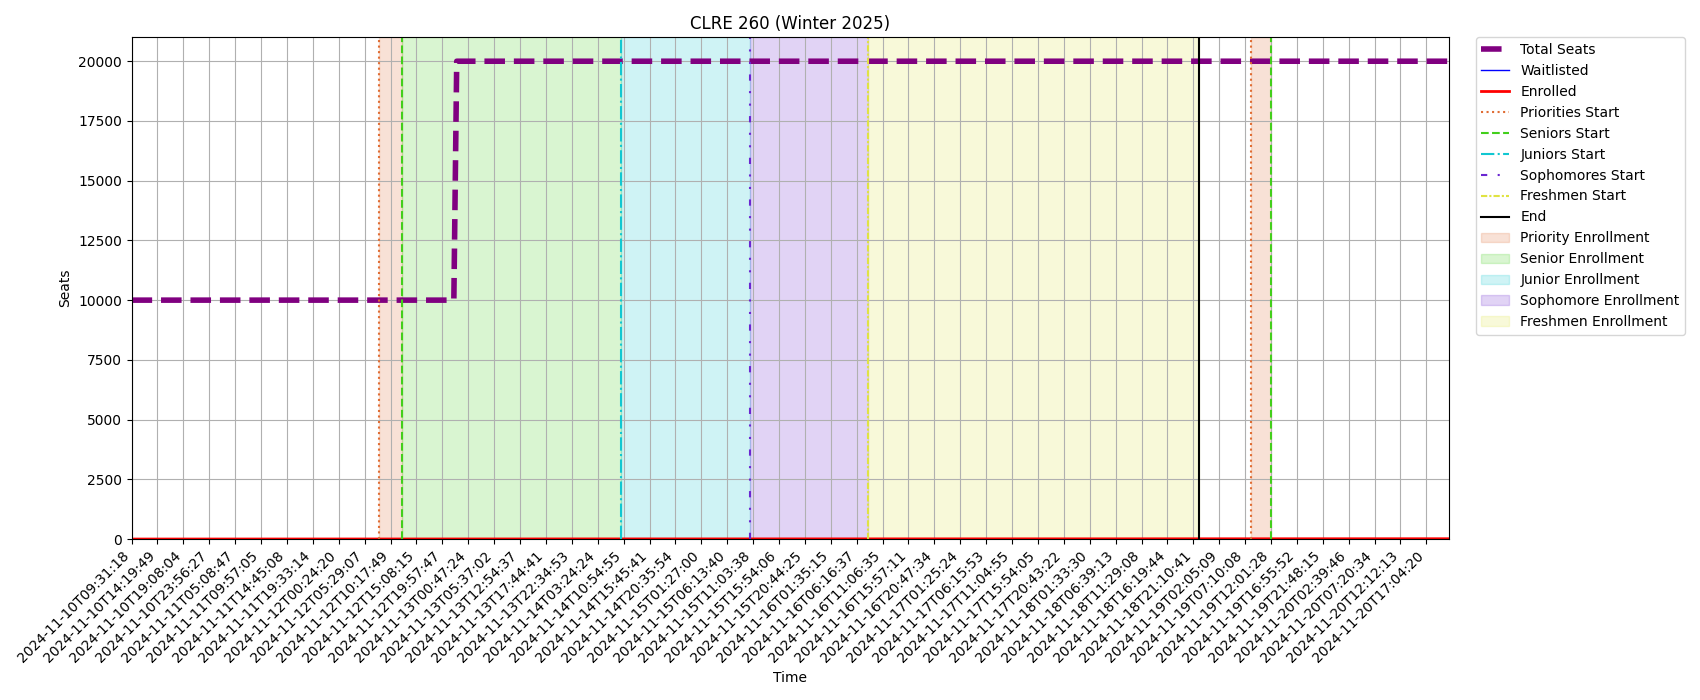 CLRE 260 (Winter 2025)
Seats
20000
17500
15000
12500
10000
7500
5000
2500
0
2024-11-10T09:31:18
2024-11-10T14:19:49
2024-11-10T19:08:04
2024-11-10T23:56:27
2024-11-11T05:08:47
2024-11-11T09:57:05
2024-11-11T14:45:08
2024-11-11T19:33:14
2024-11-12T00:24:20
2024-11-12T05:29:07
2024-11-12T10:17:49
2024-11-12T15:08:15
2024-11-12T19:57:47
2024-11-13T00:47:24
2024-11-13T05:37:02
2024-11-13T12:54:37
2024-11-13T17:44:41
2024-11-13T22:34:53
2024-11-14T03:24:24
2024-11-14T10:54:55
2024-11-14T15:45:41
2024-11-14T20:35:54
2024-11-15T01:27:00
2024-11-15T06:13:40
2024-11-15T11:03:38
2024-11-15T15:54:06
2024-11-15T20:44:25
2024-11-16T01:35:15
2024-11-16T06:16:37
2024-11-16T11:06:35
2024-11-16T15:57:11
2024-11-16T20:47:34
2024-11-17T01:25:24
2024-11-17T06:15:53
2024-11-17T11:04:55
2024-11-17T15:54:05
2024-11-17T20:43:22
2024-11-18T01:33:30
2024-11-18T06:39:13
2024-11-18T11:29:08
2024-11-18T16:19:44
2024-11-18T21:10:41
2024-11-19T02:05:09
2024-11-19T07:10:08
2024-11-19T12:01:28
2024-11-19T16:55:52
2024-11-19T21:48:15
2024-11-20T02:39:46
2024-11-20T07:20:34
2024-11-20T12:12:13
2024-11-20T17:04:20
Time
Total Seats
Waitlisted
Enrolled
Priorities Start
Seniors Start
Juniors Start
Sophomores Start
Freshmen Start
End
Priority Enrollment
Senior Enrollment
Junior Enrollment
Sophomore Enrollment
Freshmen Enrollment